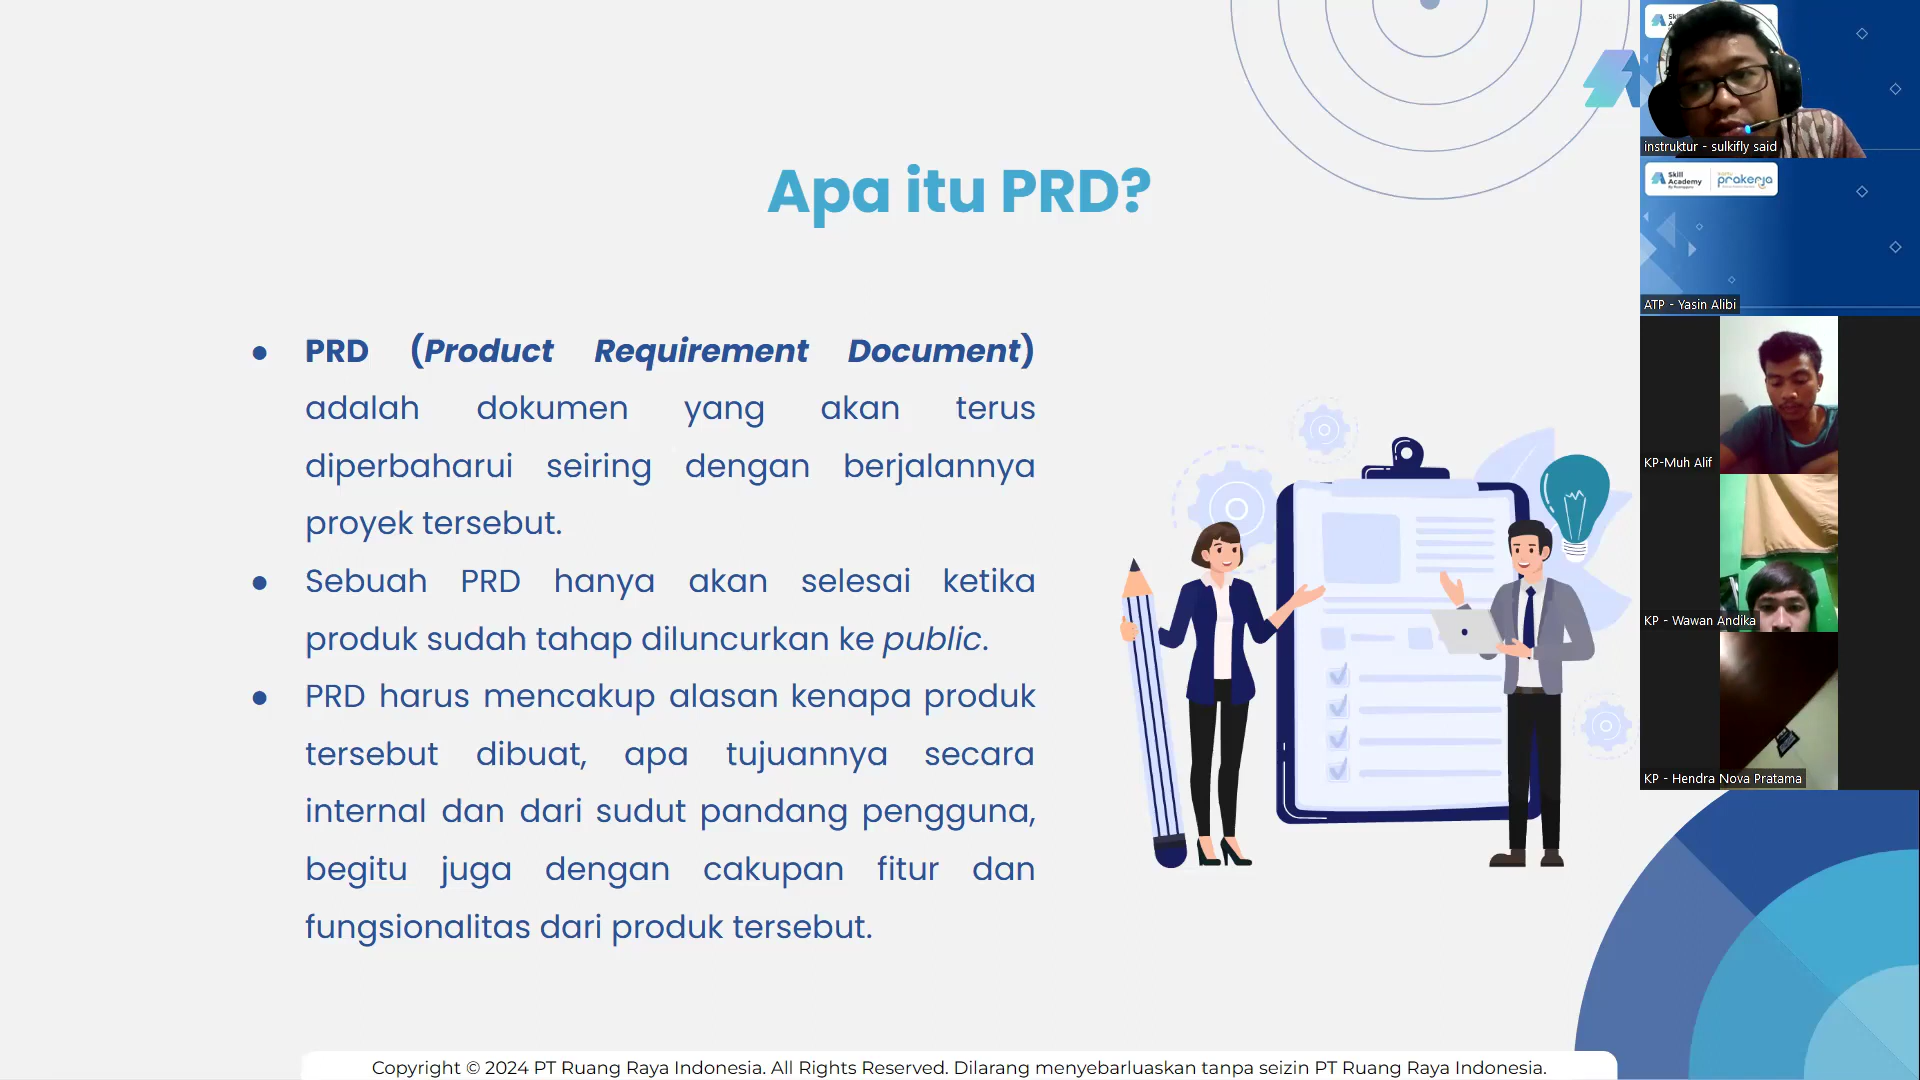 Apa itu PRD?
● PRD (Product Requirement Document)
adalah dokumen yang akan terus
diperbaharui seiring dengan berjalannya
proyek tersebut.
● Sebuah PRD hanya akan selesai ketika
produk sudah tahap diluncurkan ke public.
● PRD harus mencakup alasan kenapa produk
tersebut dibuat, apa tujuannya secara
internal dan dari sudut pandang pengguna,
begitu juga dengan cakupan fitur dan
fungsionalitas dari produk tersebut.
Copyright © 2024 PT Ruang Raya Indonesia. All Rights Reserved. Dilarang menyebarluaskan tanpa seizin PT Ruang Raya Indonesia.
instruktur - sulkifly said
Skill
Academy
prakerja
ATP - Yasin Alibi
KP-Muh Alif
KP - Wawan Andika
KP - Hendra Nova Pratama